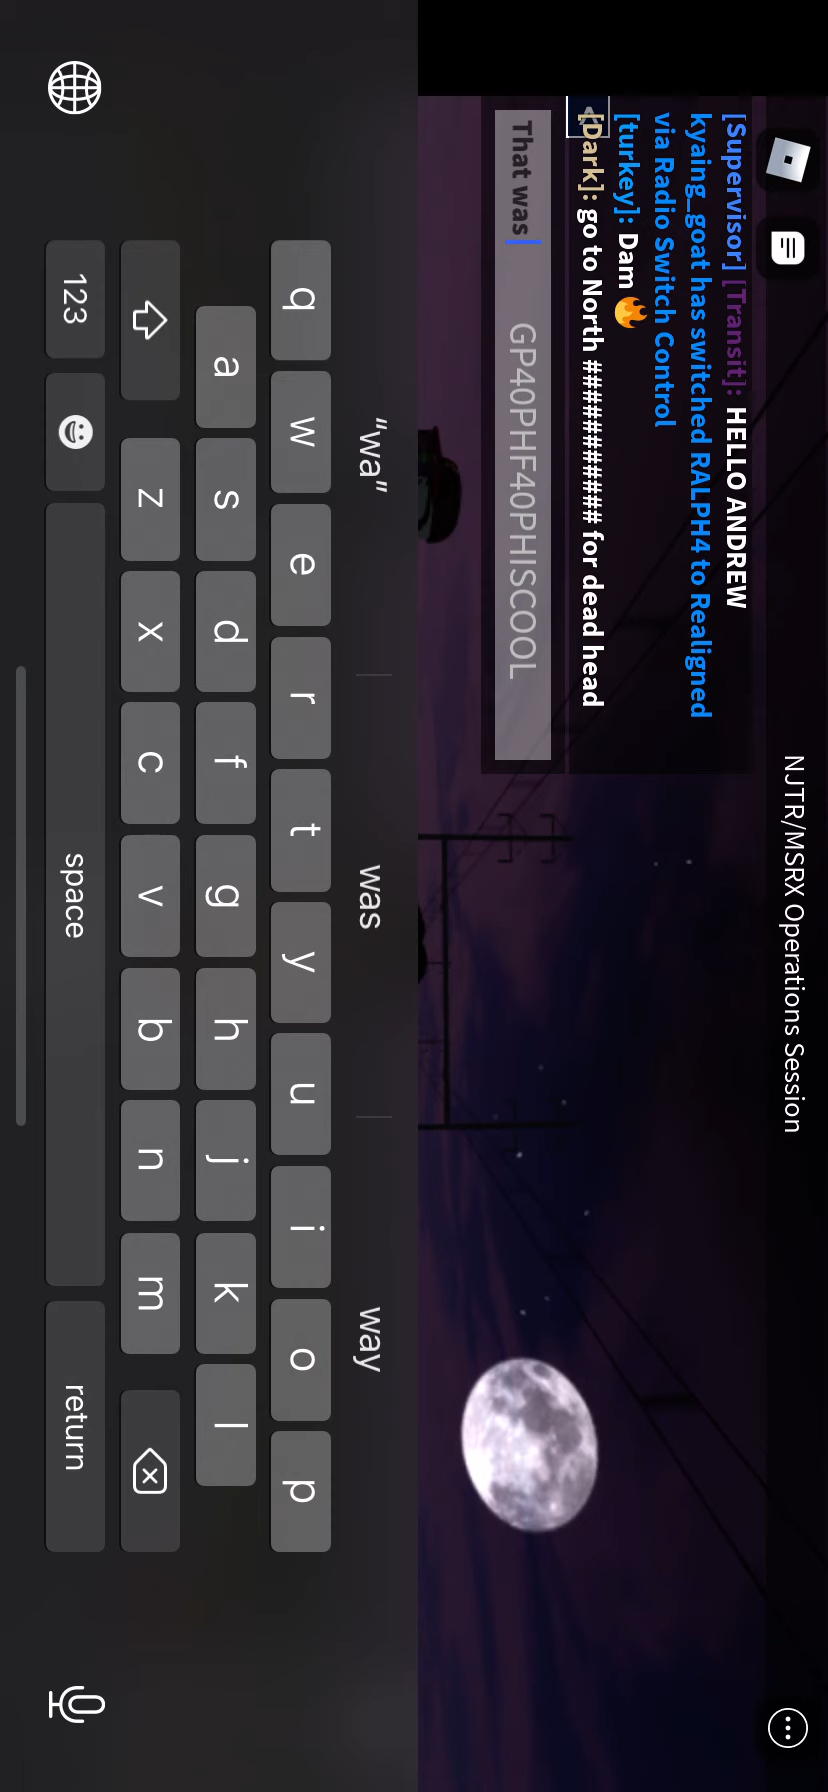 NJTR/MSRX Operations Session
[Supervisor] [Transit]: HELLO ANDREW
kyaing_goat has switched RALPH4 to Realigned
via Radio Switch Control
[turkey]: Dam 🔥
[Dark]: go to North ############ for dead head
That was
GP40PHF40PHISCOOL
"wa" was way
q w e r t y u i o p
a s d f g h j k l
z x c v b n m
123 space return